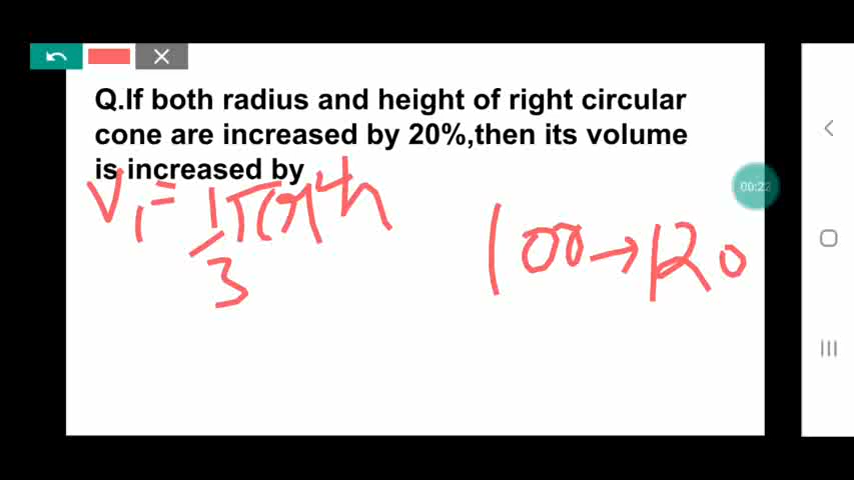 Q.If both radius and height of right circular
cone are increased by 20%,then its volume
is increased by
V₁ = 1/3 πr²h
100→120
00:22